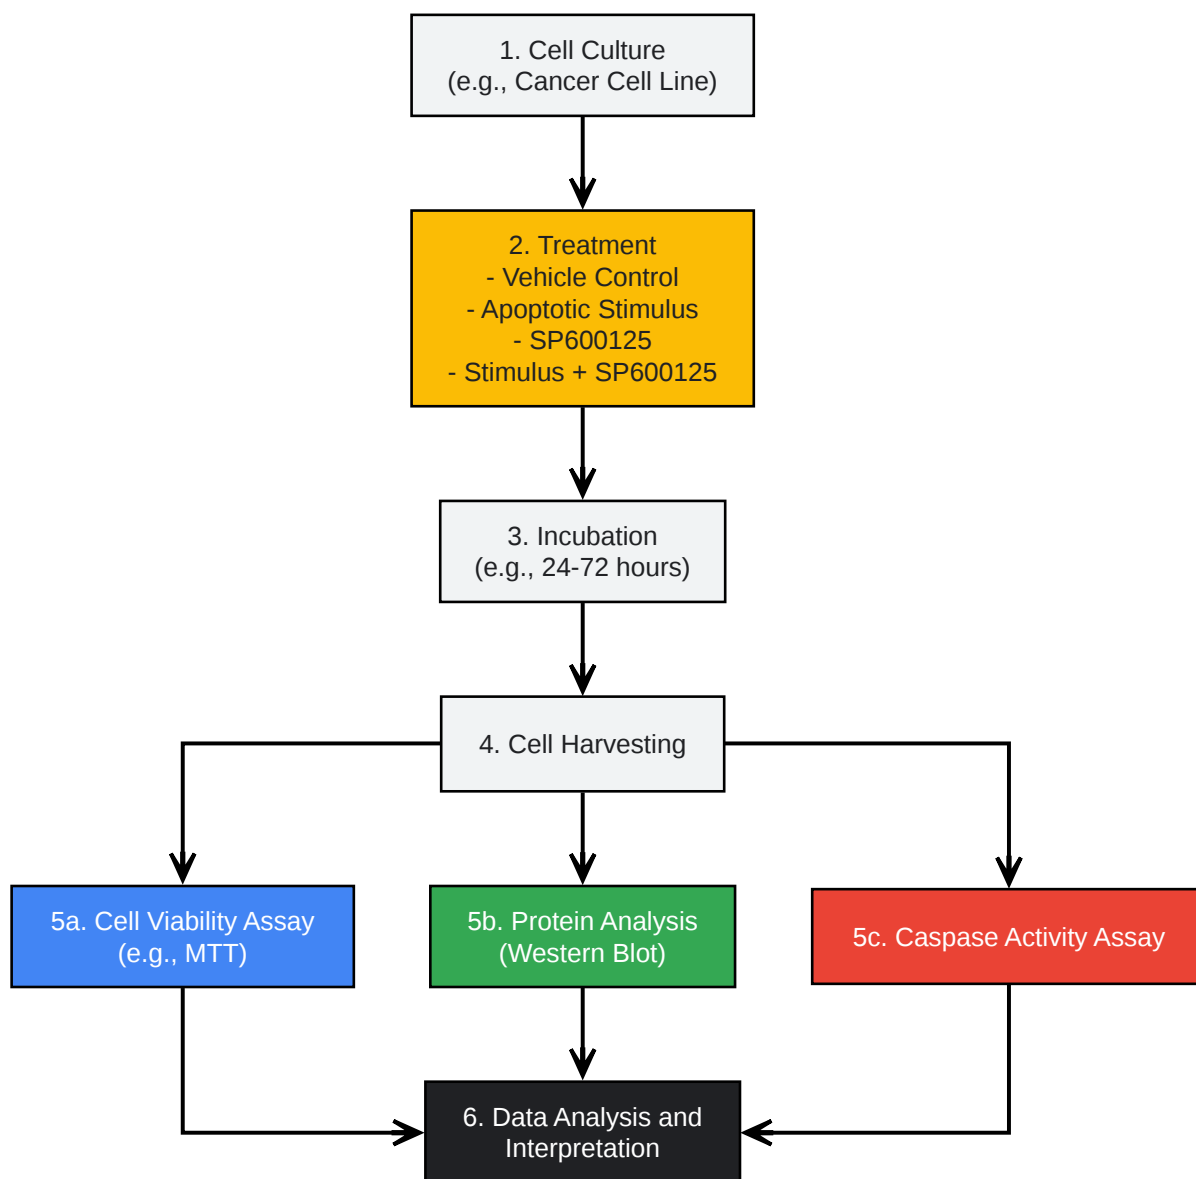 1. Cell Culture
(e.g., Cancer Cell Line)
2. Treatment
- Vehicle Control
- Apoptotic Stimulus
- SP600125
- Stimulus + SP600125
3. Incubation
(e.g., 24-72 hours)
4. Cell Harvesting
5a. Cell Viability Assay
(e.g., MTT)
5b. Protein Analysis
(Western Blot)
5c. Caspase Activity Assay
6. Data Analysis and
Interpretation